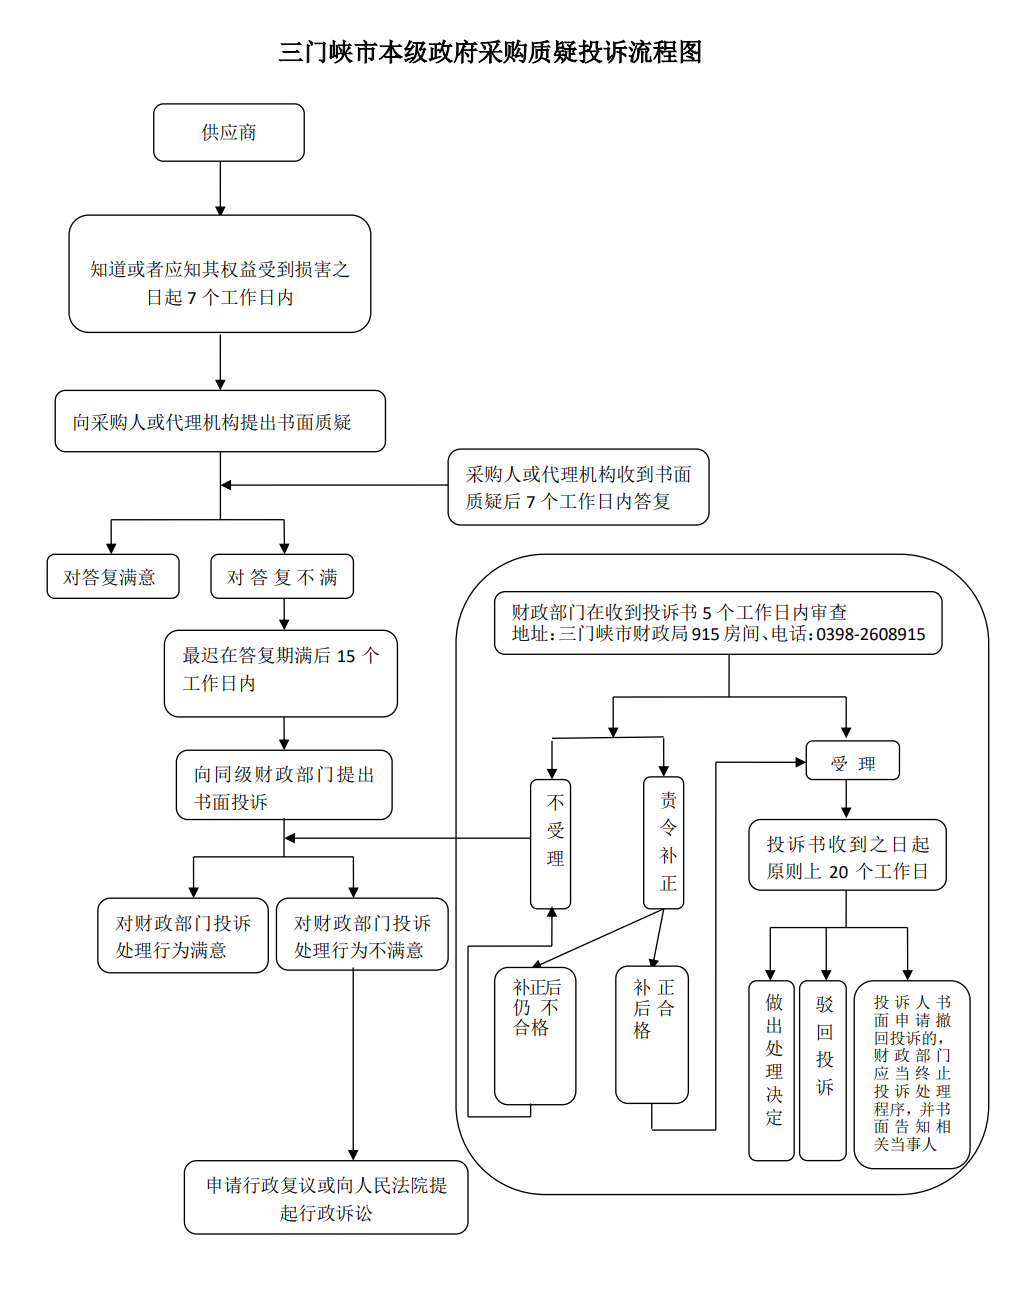 三门峡市本级政府采购质疑投诉流程图
供应商
知道或者应知其权益受到损害之
日起 7 个工作日内
向采购人或代理机构提出书面质疑
采购人或代理机构收到书面
质疑后 7 个工作日内答复
对答复满意
对答复不满
最迟在答复期满后 15 个
工作日内
向同级财政部门提出
书面投诉
对财政部门投诉
处理行为满意
对财政部门投诉
处理行为不满意
申请行政复议或向人民法院提
起行政诉讼
财政部门在收到投诉书 5 个工作日内审查
地址：三门峡市财政局 915 房间、电话：0398-2608915
不
受
理
责
令
补
正
受 理
补正后
仍 不
合格
补 正
后 合
格
投诉书收到之日起
原则上 20 个工作日
做
出
处
理
决
定
驳
回
投
诉
投诉人书
面申请撤
回投诉的，
财政部门
应当终止
投诉处理
程序，并书
面告知相
关当事人